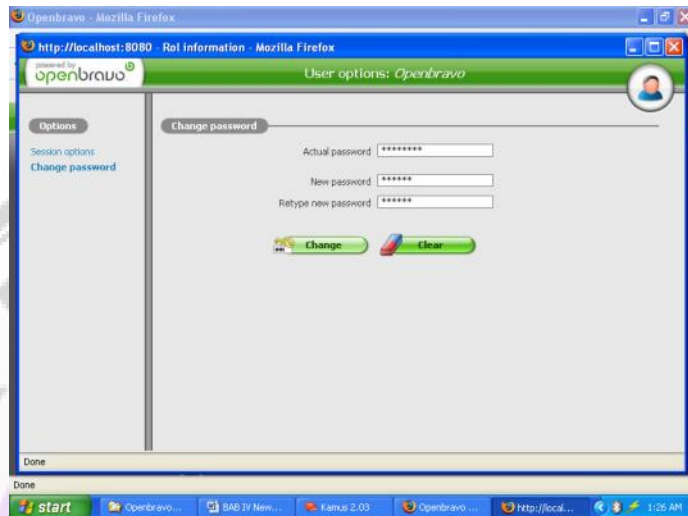 Openbravo - Mozilla Firefox
http://localhost:8080 - Rol information - Mozilla Firefox
powered by
openbravo
User options: Openbravo
Options
Change password
Session options
Change password
Actual password ********
New password ******
Retype new password ******
Change
Clear
Done
Done
start
Openbravo...
BAB IV New...
Kamus 2.03
Openbravo ...
http://local...
1:26 AM